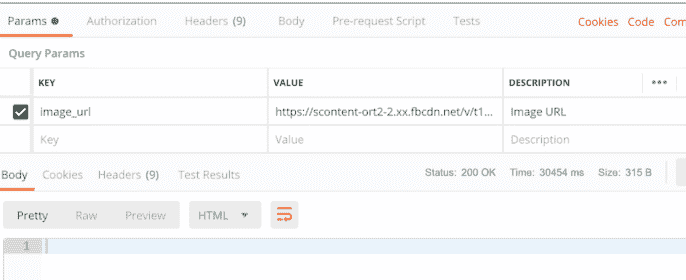 Params Authorization Headers (9) Body Pre-request Script Tests Cookies Code Com
Query Params
KEY VALUE DESCRIPTION •••
image_url https://scontent-ort2-2.xx.fbcdn.net/v/t1... Image URL
Key Value Description
Body Cookies Headers (9) Test Results Status: 200 OK Time: 30454 ms Size: 315 B
Pretty Raw Preview HTML
1